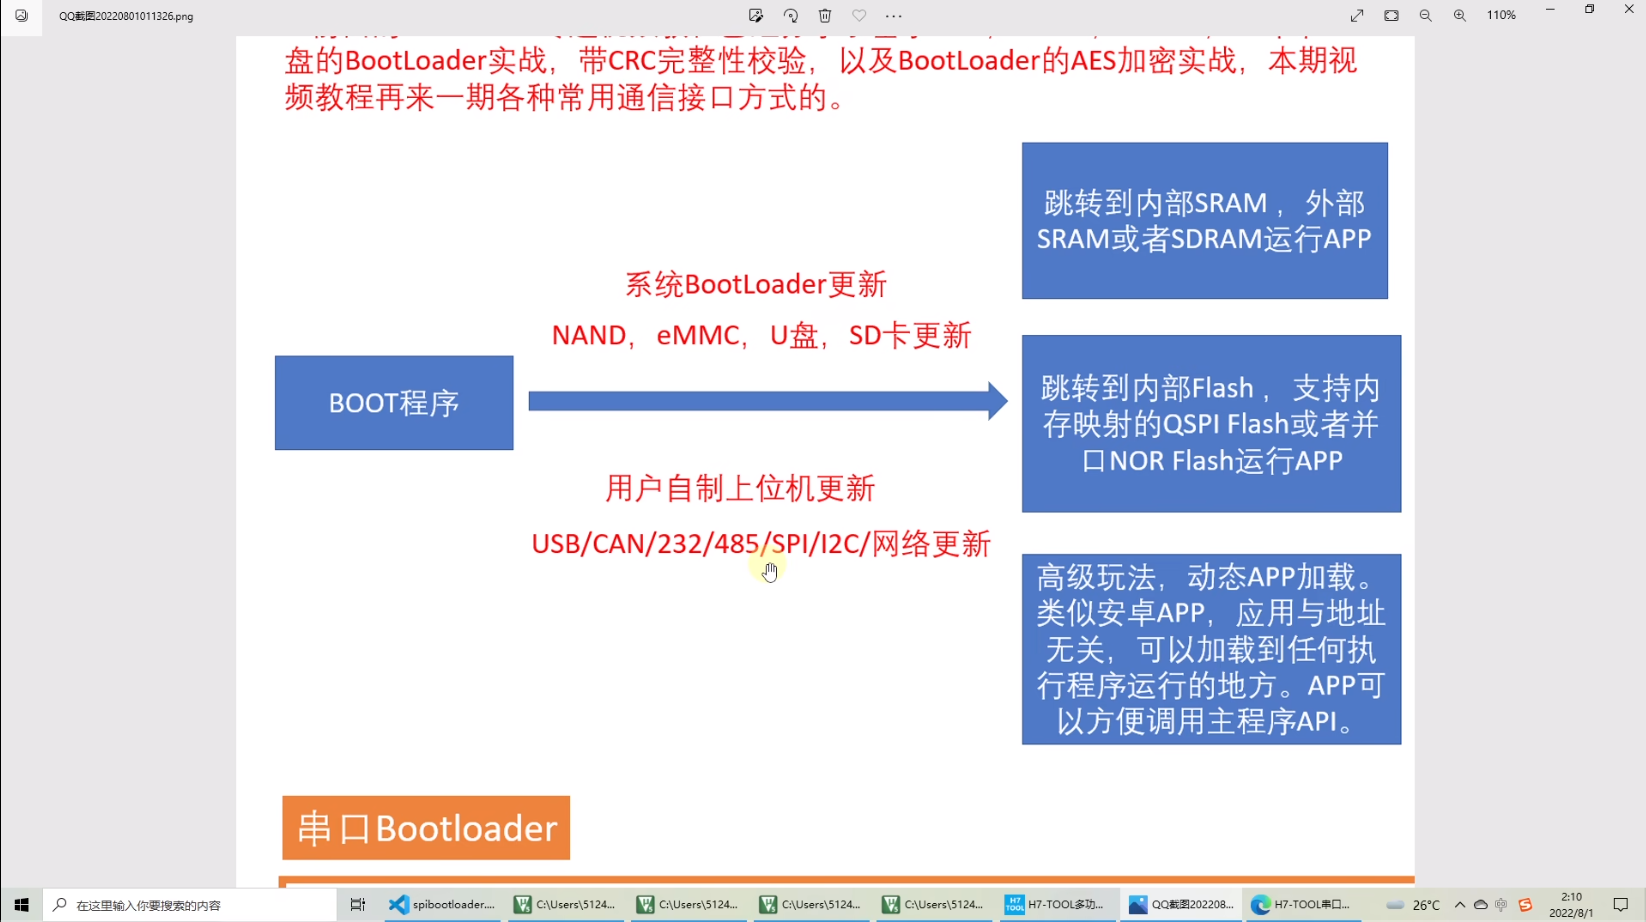 QQ截图20220801011326.png
110%
盘的BootLoader实战，带CRC完整性校验，以及BootLoader的AES加密实战，本期视
频教程再来一期各种常用通信接口方式的。
跳转到内部SRAM，外部
SRAM或者SDRAM运行APP
系统BootLoader更新
NAND，eMMC，U盘，SD卡更新
BOOT程序
跳转到内部Flash，支持内
存映射的QSPI Flash或者并
口NOR Flash运行APP
用户自制上位机更新
USB/CAN/232/485/SPI/I2C/网络更新
高级玩法，动态APP加载。
类似安卓APP，应用与地址
无关，可以加载到任何执
行程序运行的地方。APP可
以方便调用主程序API。
串口Bootloader
在这里输入你要搜索的内容
spibootloader....
C:\Users\5124...
C:\Users\5124...
C:\Users\5124...
C:\Users\5124...
H7-TOOL多功...
QQ截图202208...
H7-TOOL串口...
26°C
中
2:10
2022/8/1